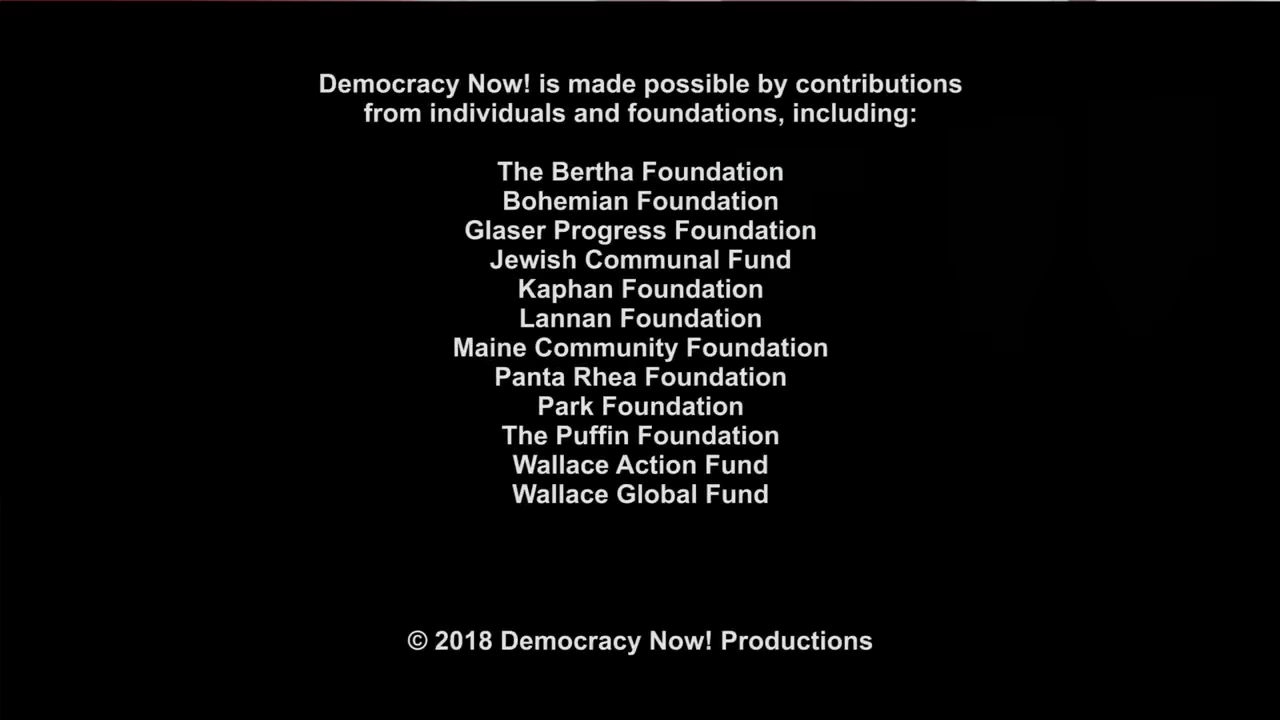 Democracy Now! is made possible by contributions
from individuals and foundations, including:
The Bertha Foundation
Bohemian Foundation
Glaser Progress Foundation
Jewish Communal Fund
Kaphan Foundation
Lannan Foundation
Maine Community Foundation
Panta Rhea Foundation
Park Foundation
The Puffin Foundation
Wallace Action Fund
Wallace Global Fund
© 2018 Democracy Now! Productions